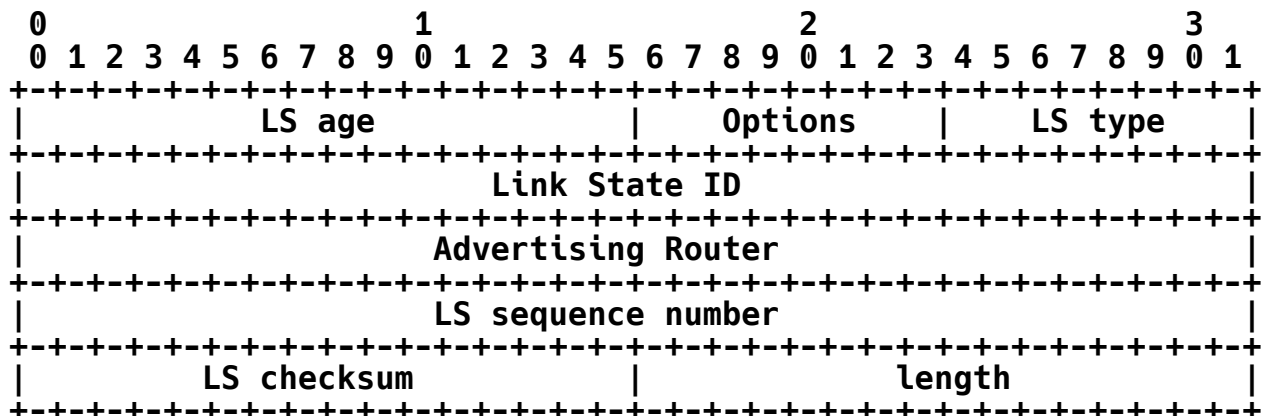 0                   1                   2                   3
 0 1 2 3 4 5 6 7 8 9 0 1 2 3 4 5 6 7 8 9 0 1 2 3 4 5 6 7 8 9 0 1
+-+-+-+-+-+-+-+-+-+-+-+-+-+-+-+-+-+-+-+-+-+-+-+-+-+-+-+-+-+-+-+-+
|            LS age             |    Options    |    LS type    |
+-+-+-+-+-+-+-+-+-+-+-+-+-+-+-+-+-+-+-+-+-+-+-+-+-+-+-+-+-+-+-+-+
|                        Link State ID                          |
+-+-+-+-+-+-+-+-+-+-+-+-+-+-+-+-+-+-+-+-+-+-+-+-+-+-+-+-+-+-+-+-+
|                     Advertising Router                        |
+-+-+-+-+-+-+-+-+-+-+-+-+-+-+-+-+-+-+-+-+-+-+-+-+-+-+-+-+-+-+-+-+
|                     LS sequence number                        |
+-+-+-+-+-+-+-+-+-+-+-+-+-+-+-+-+-+-+-+-+-+-+-+-+-+-+-+-+-+-+-+-+
|         LS checksum           |             length            |
+-+-+-+-+-+-+-+-+-+-+-+-+-+-+-+-+-+-+-+-+-+-+-+-+-+-+-+-+-+-+-+-+